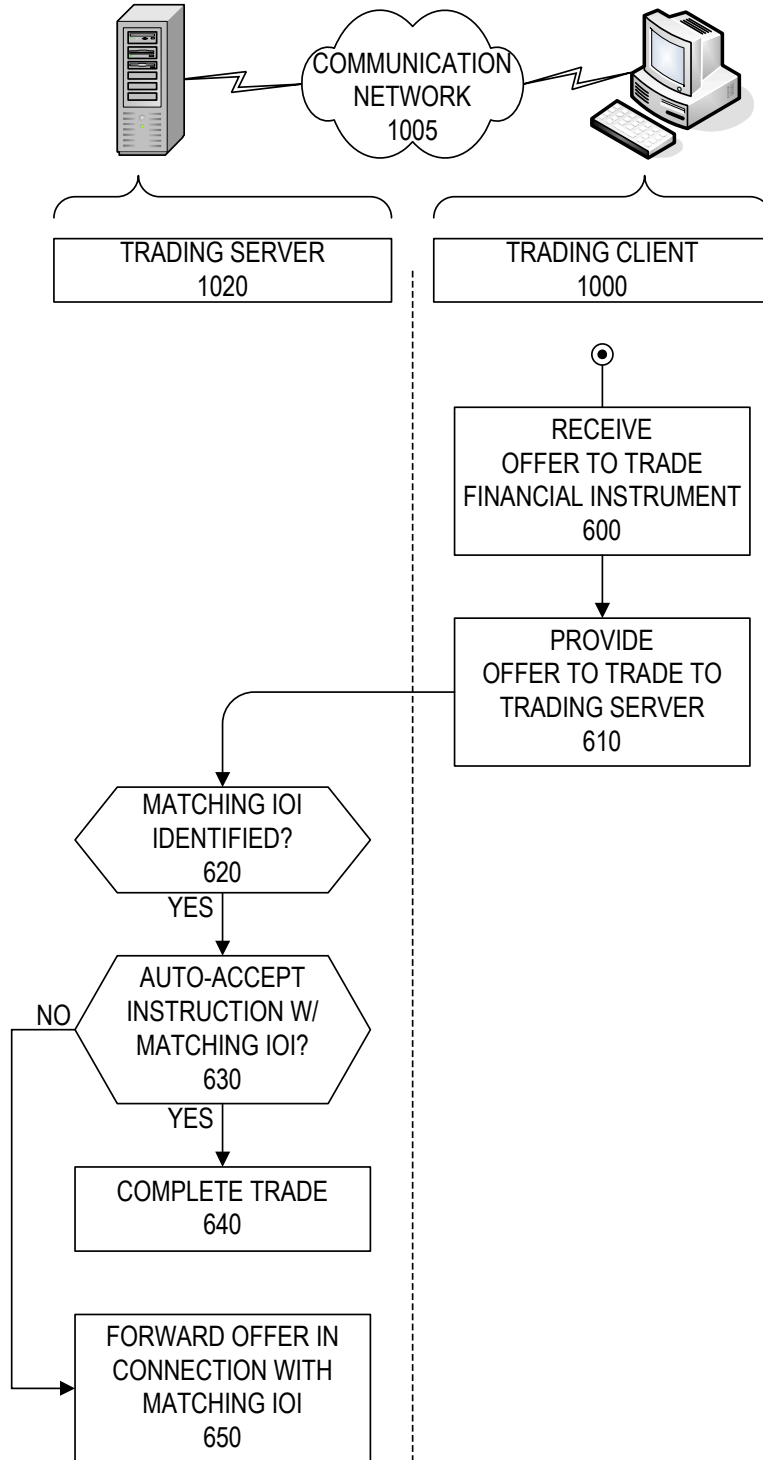 COMMUNICATION
NETWORK
1005
TRADING SERVER
1020
TRADING CLIENT
1000
RECEIVE
OFFER TO TRADE
FINANCIAL INSTRUMENT
600
PROVIDE
OFFER TO TRADE TO
TRADING SERVER
610
MATCHING IOI
IDENTIFIED?
620
YES
AUTO-ACCEPT
INSTRUCTION W/
MATCHING IOI?
630
NO
YES
COMPLETE TRADE
640
FORWARD OFFER IN
CONNECTION WITH
MATCHING IOI
650